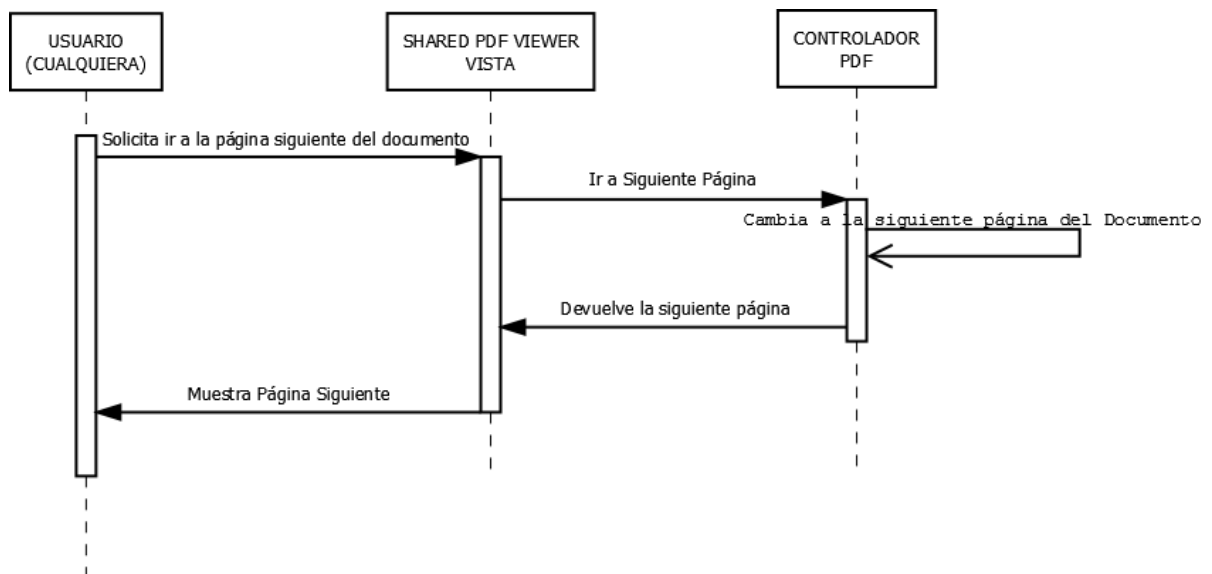 USUARIO
(CUALQUIERA)
SHARED PDF VIEWER
VISTA
CONTROLADOR
PDF
Solicita ir a la página siguiente del documento
Ir a Siguiente Página
Cambia a la siguiente página del Documento
Devuelve la siguiente página
Muestra Página Siguiente